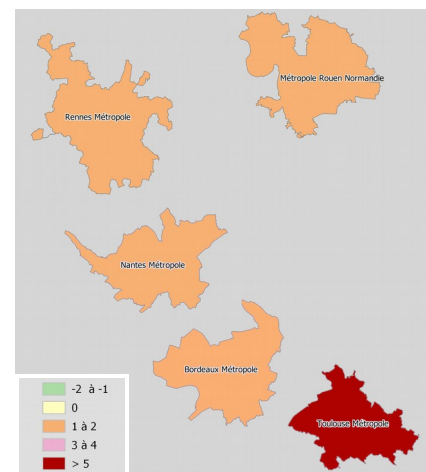 Métropole Rouen Normandie
Rennes Métropole
Nantes Métropole
Bordeaux Métropole
Toulouse Métropole
-2 à -1
0
1 à 2
3 à 4
> 5